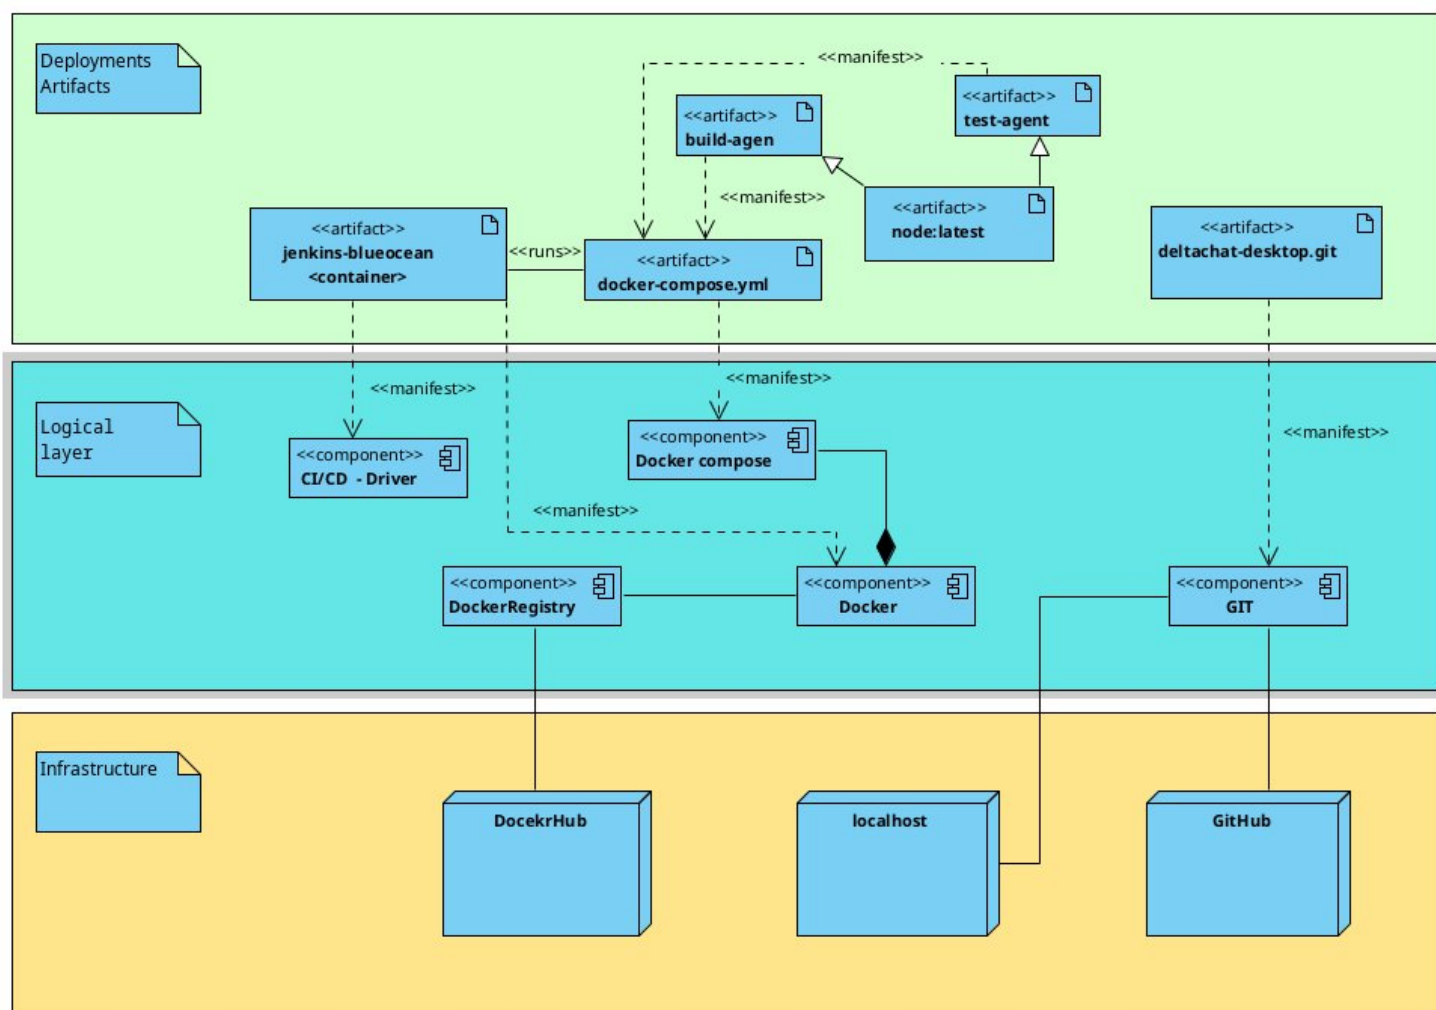 Deployments
Artifacts
<<manifest>>
<<artifact>>
test-agent
<<artifact>>
build-agen
<<manifest>>
<<artifact>>
node:latest
<<artifact>>
jenkins-blueocean
<container>
<<runs>>
<<artifact>>
docker-compose.yml
<<artifact>>
deltachat-desktop.git
Logical
layer
<<manifest>>
<<manifest>>
<<manifest>>
<<component>>
CI/CD - Driver
<<component>>
Docker compose
<<manifest>>
<<component>>
DockerRegistry
<<component>>
Docker
<<component>>
GIT
Infrastructure
DocekrHub
localhost
GitHub